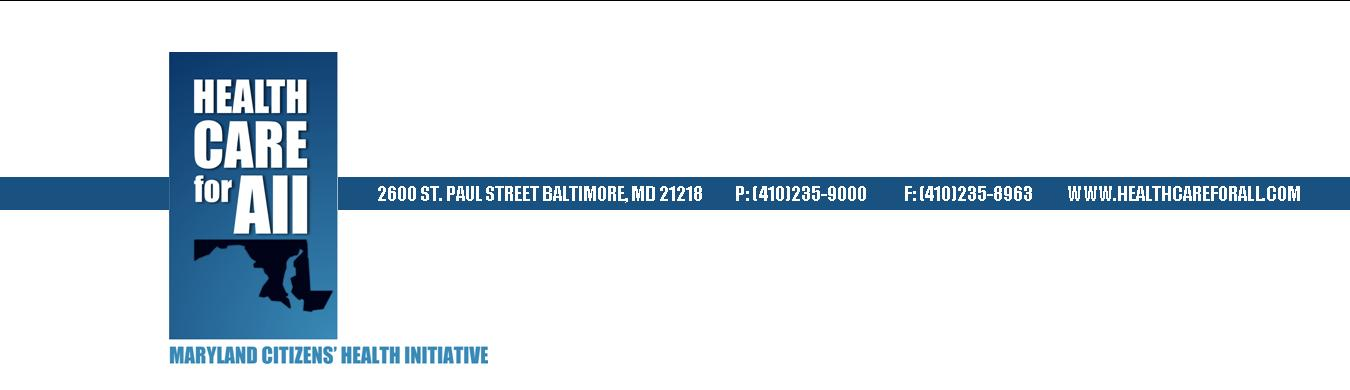 HEALTH
CARE
for All
2600 ST. PAUL STREET BALTIMORE, MD 21218 P: (410)235-9000 F: (410)235-8963 WWW.HEALTHCAREFORALL.COM
MARYLAND CITIZENS' HEALTH INITIATIVE